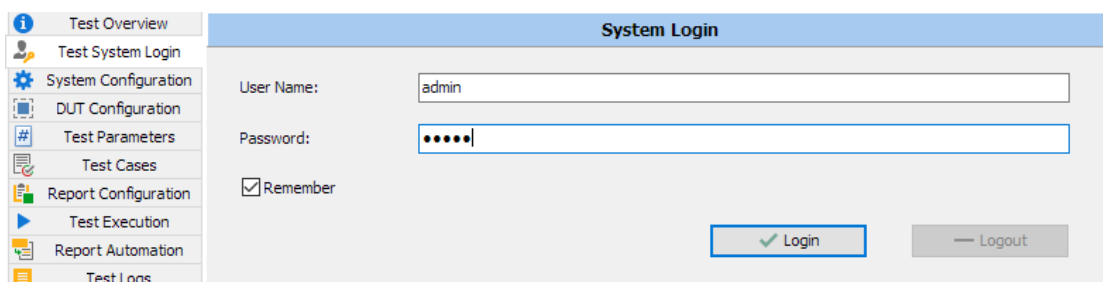 Test Overview
Test System Login
System Configuration
DUT Configuration
Test Parameters
Test Cases
Report Configuration
Test Execution
Report Automation
Test Logs
System Login
User Name:
admin
Password:
•••••
Remember
Login
Logout